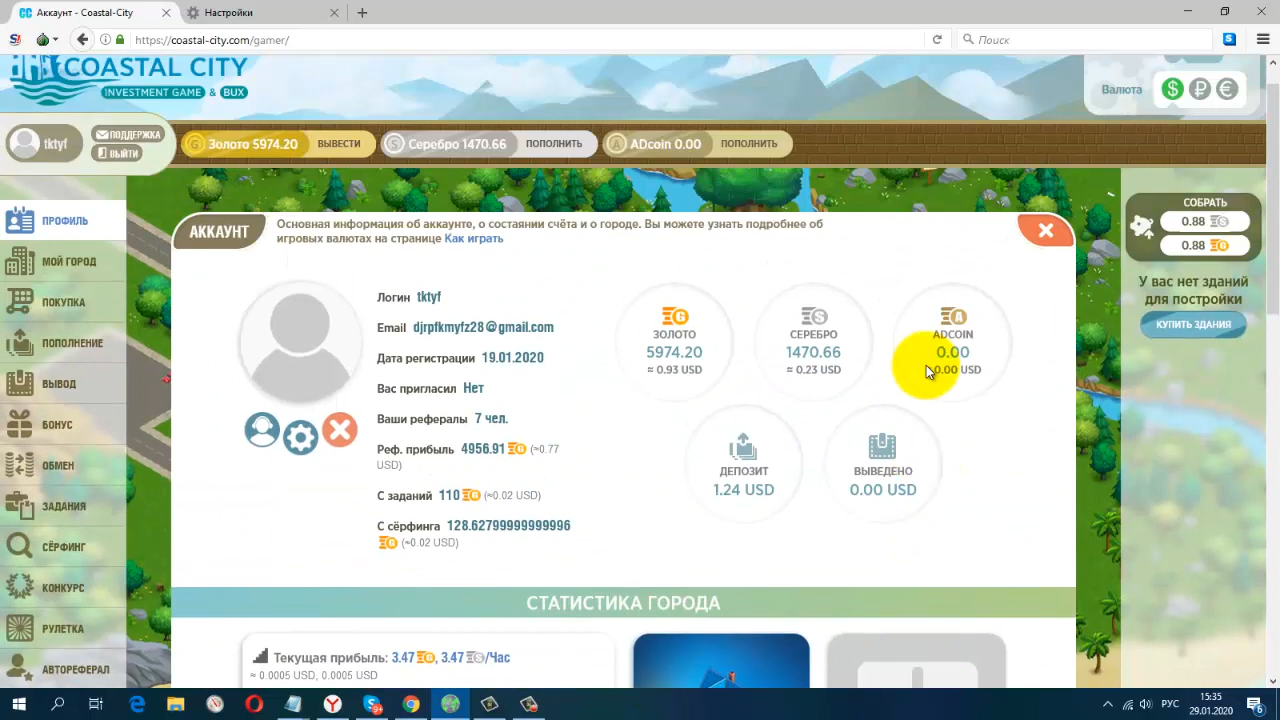 CC Аккаунт - Coastal-City
Аккаунт - Coastal-City
https://coastal-city.com/gamer/
Поиск
COASTAL CITY
INVESTMENT GAME & BUX
Валюта
$ ₽ €
tktyf
ПОДДЕРЖКА
ВЫЙТИ
G Золото 5974.20 ВЫВЕСТИ
S Серебро 1470.66 ПОПОЛНИТЬ
A ADcoin 0.00 ПОПОЛНИТЬ
ПРОФИЛЬ
МОЙ ГОРОД
ПОКУПКА
ПОПОЛНЕНИЕ
ВЫВОД
БОНУС
ОБМЕН
ЗАДАНИЯ
СЁРФИНГ
КОНКУРС
РУЛЕТКА
АВТОРЕФЕРАЛ
АККАУНТ
Основная информация об аккаунте, о состоянии счёта и о городе. Вы можете узнать подробнее об
игровых валютах на странице Как играть
Логин tktyf
Email djrpfkmyfz28@gmail.com
Дата регистрации 19.01.2020
Вас пригласил Нет
Ваши рефералы 7 чел.
Реф. прибыль 4956.91 G (≈0.77
USD)
С заданий 110 G (≈0.02 USD)
С сёрфинга 128.62799999999996
G (≈0.02 USD)
G
ЗОЛОТО
5974.20
≈ 0.93 USD
S
СЕРЕБРО
1470.66
≈ 0.23 USD
A
ADCOIN
0.00
0.00 USD
ДЕПОЗИТ
1.24 USD
ВЫВЕДЕНО
0.00 USD
СОБРАТЬ
0.88 S
0.88 G
У вас нет зданий
для постройки
КУПИТЬ ЗДАНИЯ
СТАТИСТИКА ГОРОДА
Текущая прибыль: 3.47 G, 3.47 S/Час
≈ 0.0005 USD, 0.0005 USD
РУС
15:35
29.01.2020
6